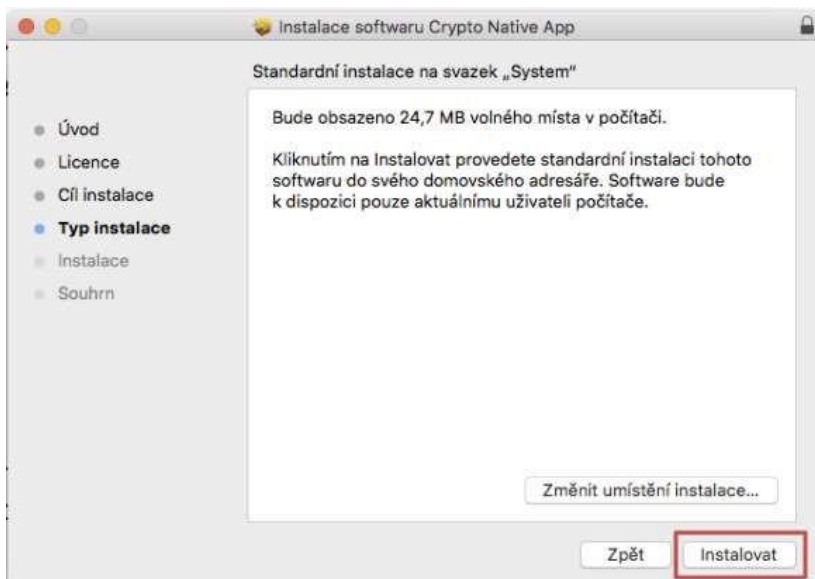 Instalace softwaru Crypto Native App
Standardní instalace na svazek „System“
Úvod
Licence
Cíl instalace
Typ instalace
Instalace
Souhrn
Bude obsazeno 24,7 MB volného místa v počítači.
Kliknutím na Instalovat provedete standardní instalaci tohoto
softwaru do svého domovského adresáře. Software bude
k dispozici pouze aktuálnímu uživateli počítače.
Změnit umístění instalace...
Zpět
Instalovat